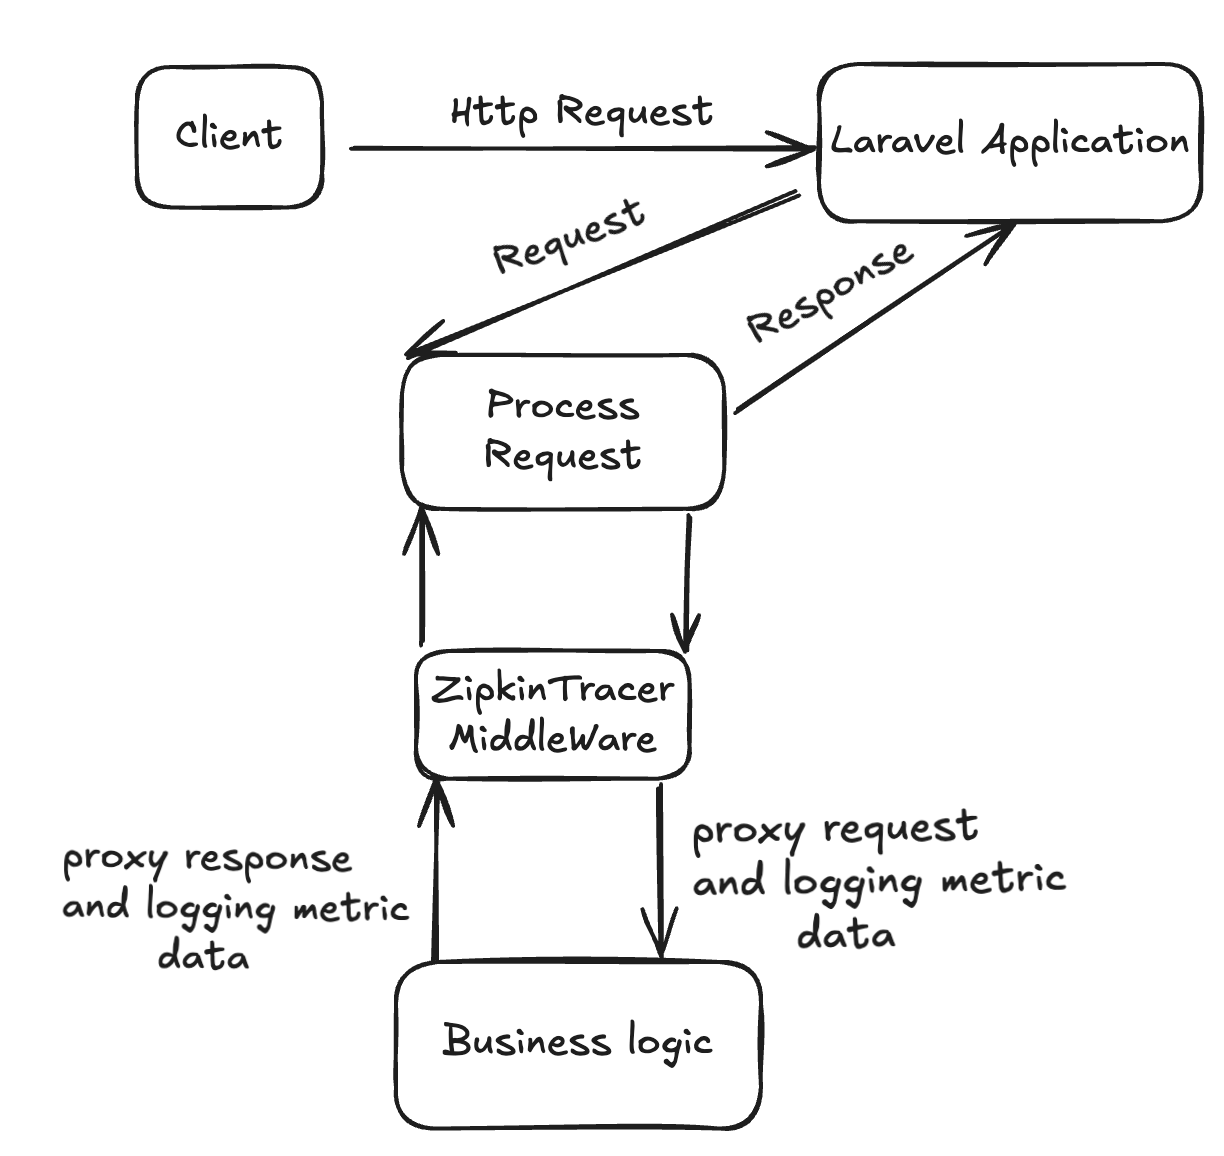 Client
Http Request
Laravel Application
Request
Response
Process
Request
ZipkinTracer
MiddleWare
proxy response
and logging metric
data
proxy request
and logging metric
data
Business logic